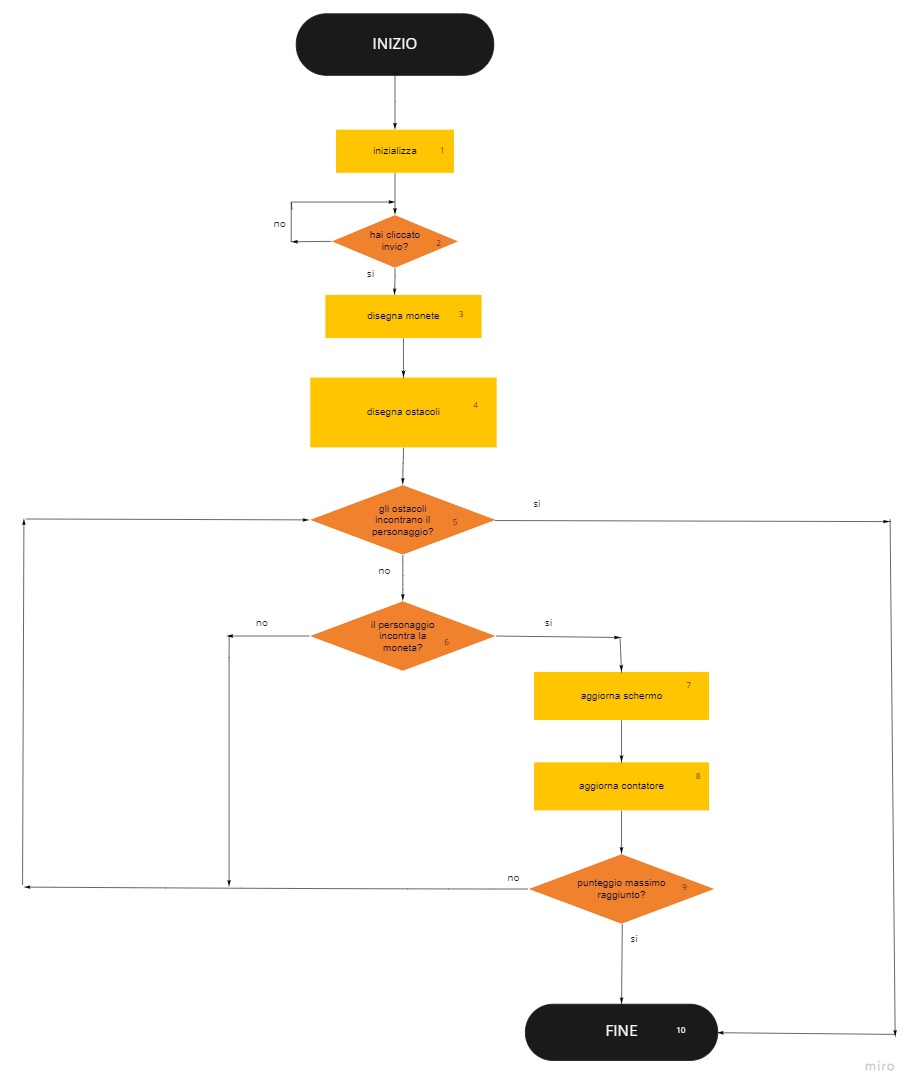 INIZIO
inizializza 1
no
hai cliccato
invio? 2
si
disegna monete 3
disegna ostacoli 4
si
gli ostacoli
incontrano il
personaggio? 5
no
no
si
il personaggio
incontra la
moneta? 6
aggiorna schermo 7
aggiorna contatore 8
no
punteggio massimo
raggiunto? 9
si
FINE 10
miro